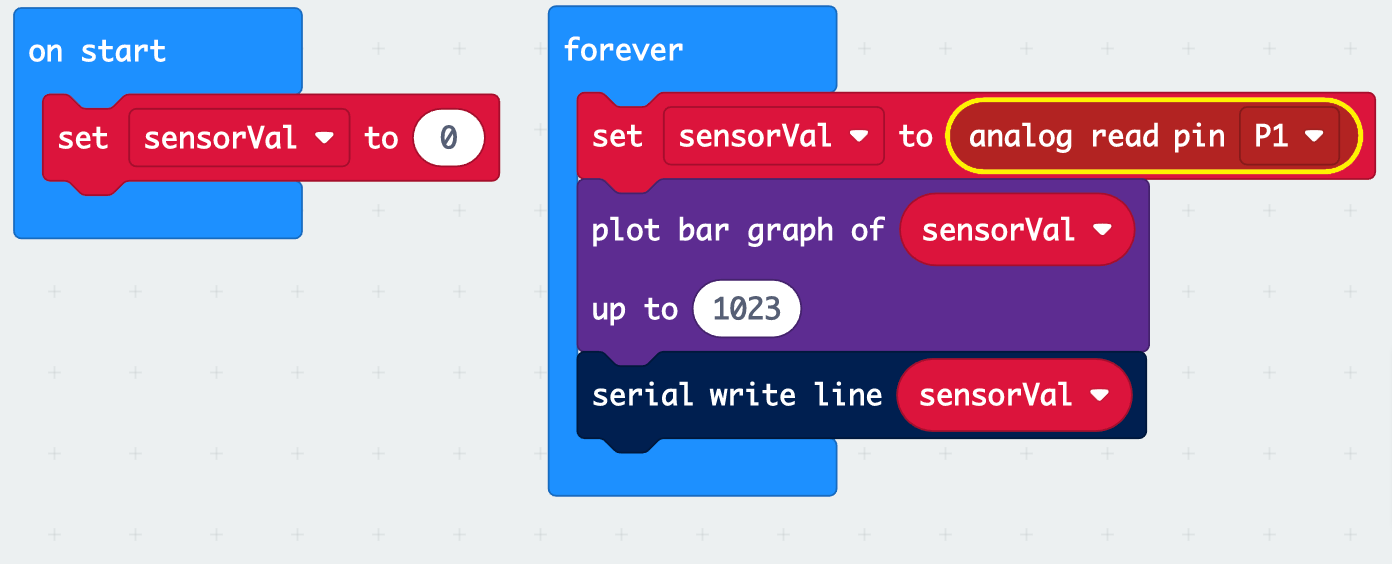 on start
set sensorVal to 0
forever
set sensorVal to analog read pin P1
plot bar graph of sensorVal
up to 1023
serial write line sensorVal